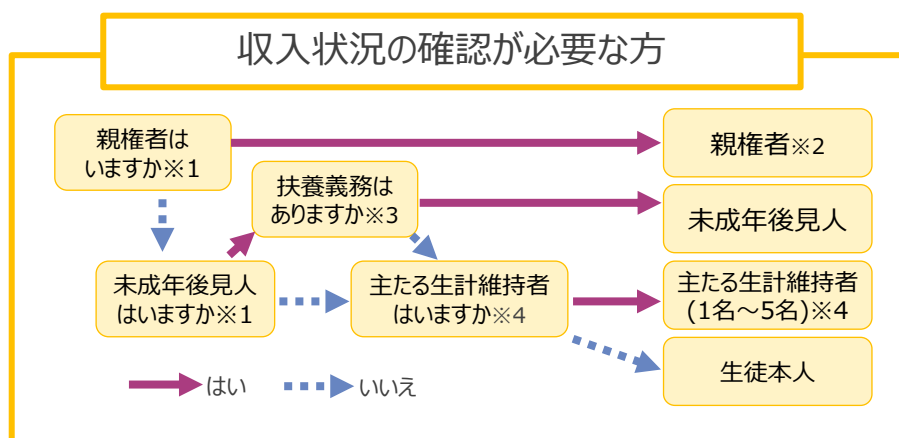 収入状況の確認が必要な方
親権者は
いますか※1
親権者※2
扶養義務は
ありますか※3
未成年後見人
未成年後見人
はいますか※1
主たる生計維持者
はいますか※4
主たる生計維持者
(1名～5名)※4
生徒本人
はい
いいえ